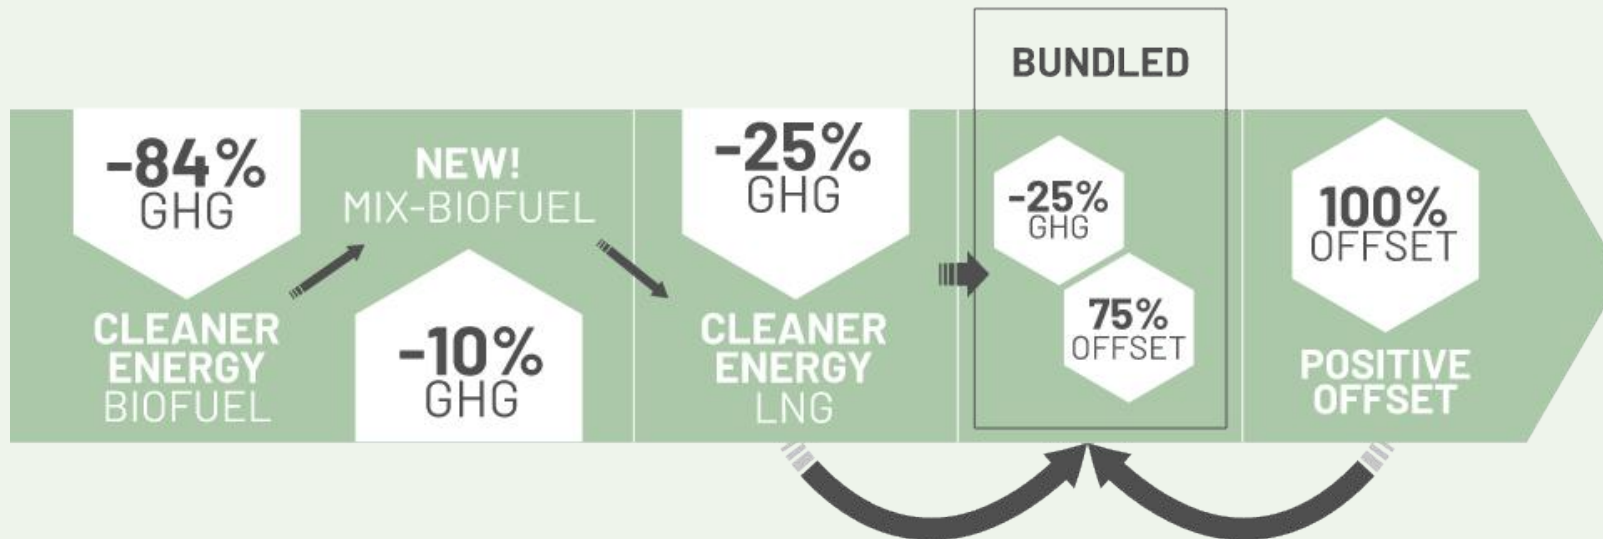 -84%
GHG
CLEANER
ENERGY
BIOFUEL
NEW!
MIX-BIOFUEL
-10%
GHG
-25%
GHG
CLEANER
ENERGY
LNG
BUNDLED
-25%
GHG
75%
OFFSET
100%
OFFSET
POSITIVE
OFFSET